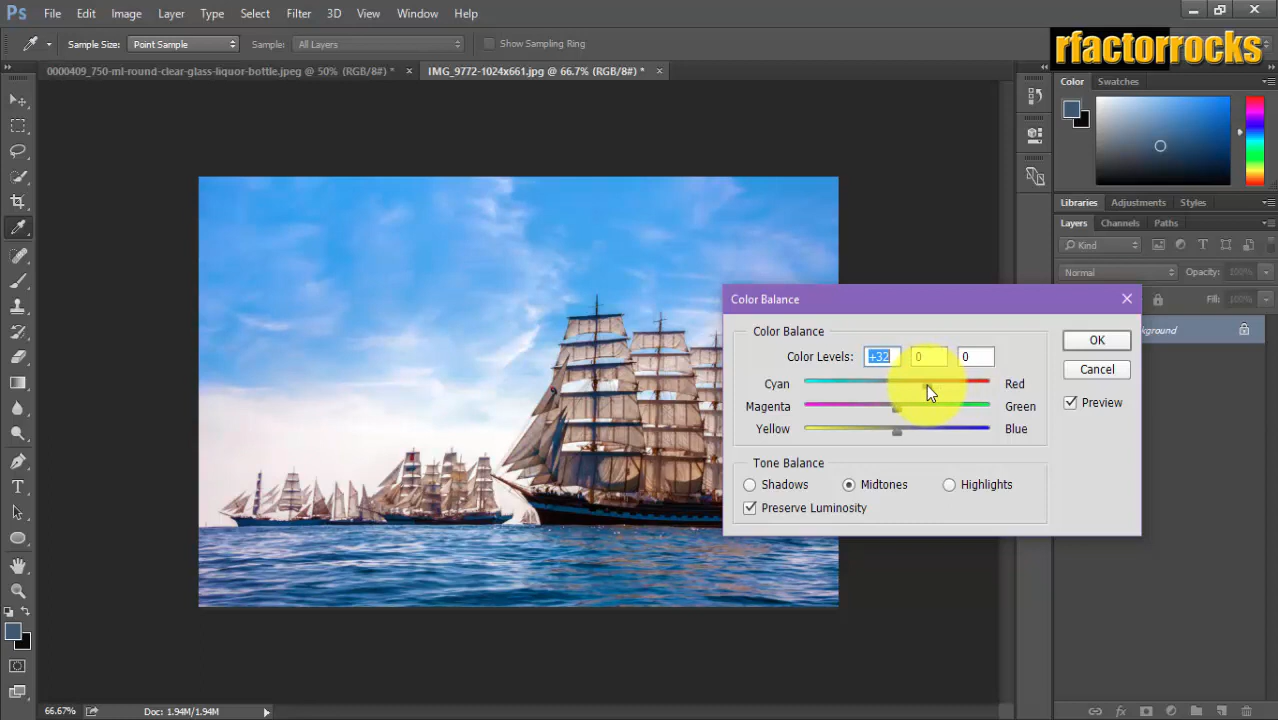 Ps File Edit Image Layer Type Select Filter 3D View Window Help
Sample Size: Point Sample Sample: All Layers Show Sampling Ring
rfactorrocks
0000409_750-ml-round-clear-glass-liquor-bottle.jpeg @ 50% (RGB/8#) * × IMG_9772-1024x661.jpg @ 66.7% (RGB/8#) * ×
Color Swatches
Libraries Adjustments Styles
Layers Channels Paths
Kind
Normal Opacity: 100%
Fill: 100%
Color Balance
Color Balance
OK
Color Levels: +32 0 0
Cancel
Cyan Red
Magenta Green
Preview
Yellow Blue
Tone Balance
Shadows Midtones Highlights
Preserve Luminosity
66.67% Doc: 1.94M/1.94M